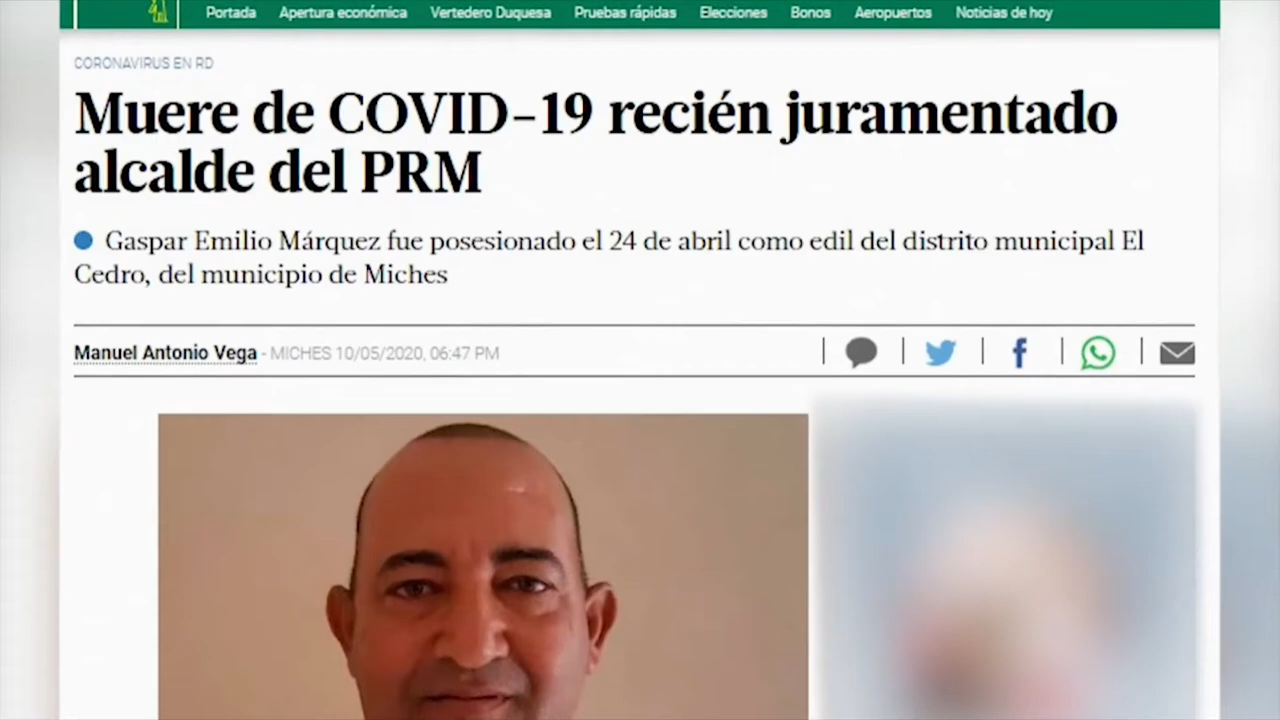 Portada Apertura económica Vertedero Duquesa Pruebas rápidas Elecciones Bonos Aeropuertos Noticias de hoy
CORONAVIRUS EN RD
Muere de COVID-19 recién juramentado
alcalde del PRM
Gaspar Emilio Márquez fue posesionado el 24 de abril como edil del distrito municipal El
Cedro, del municipio de Miches
Manuel Antonio Vega - MICHES 10/05/2020, 06:47 PM